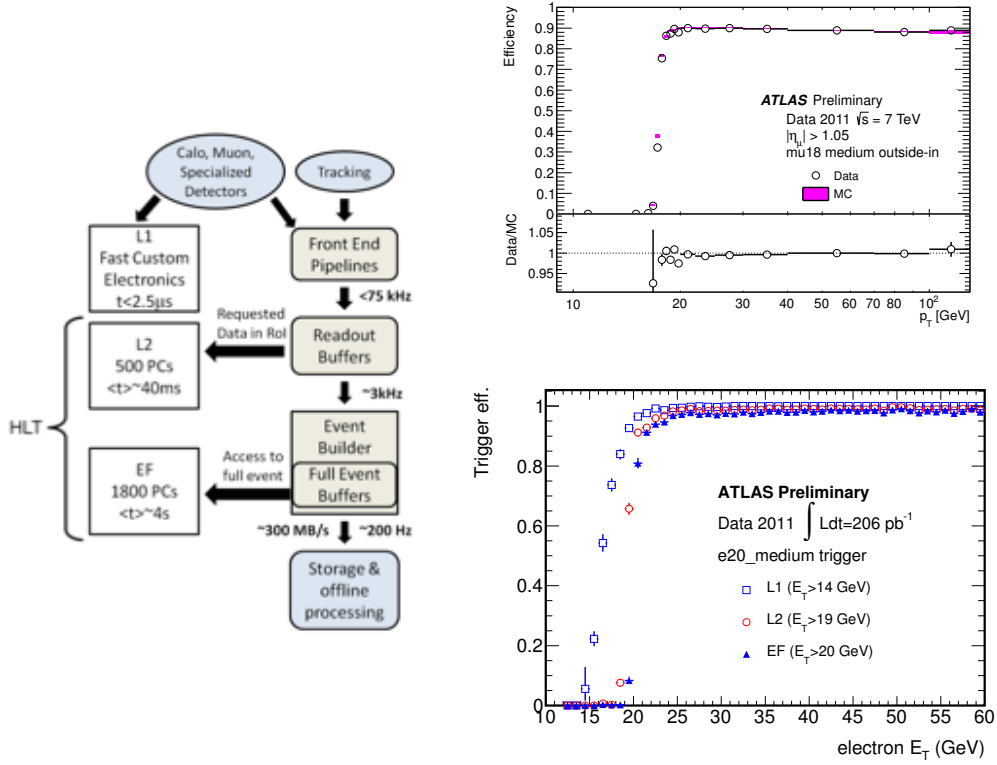 Calo, Muon,
Specialized
Detectors
Tracking
L1
Fast Custom
Electronics
t<2.5μs
Front End
Pipelines
<75 kHz
Requested
Data in RoI
L2
500 PCs
<t>~40ms
Readout
Buffers
~3kHz
HLT
Event
Builder
Full Event
Buffers
Access to
full event
EF
1800 PCs
<t>~4s
~300 MB/s
~200 Hz
Storage &
offline
processing
Efficiency
1
0.9
0.8
0.7
0.6
0.5
0.4
0.3
0.2
0.1
0
ATLAS Preliminary
Data 2011 √s = 7 TeV
|η_μ| > 1.05
mu18 medium outside-in
Data
MC
Data/MC
1.05
1
0.95
10 20 30 40 50 60 70 80 10²
p_T [GeV]
Trigger eff.
1
0.8
0.6
0.4
0.2
0
ATLAS Preliminary
Data 2011 ∫ Ldt=206 pb⁻¹
e20_medium trigger
L1 (E_T>14 GeV)
L2 (E_T>19 GeV)
EF (E_T>20 GeV)
10 15 20 25 30 35 40 45 50 55 60
electron E_T (GeV)